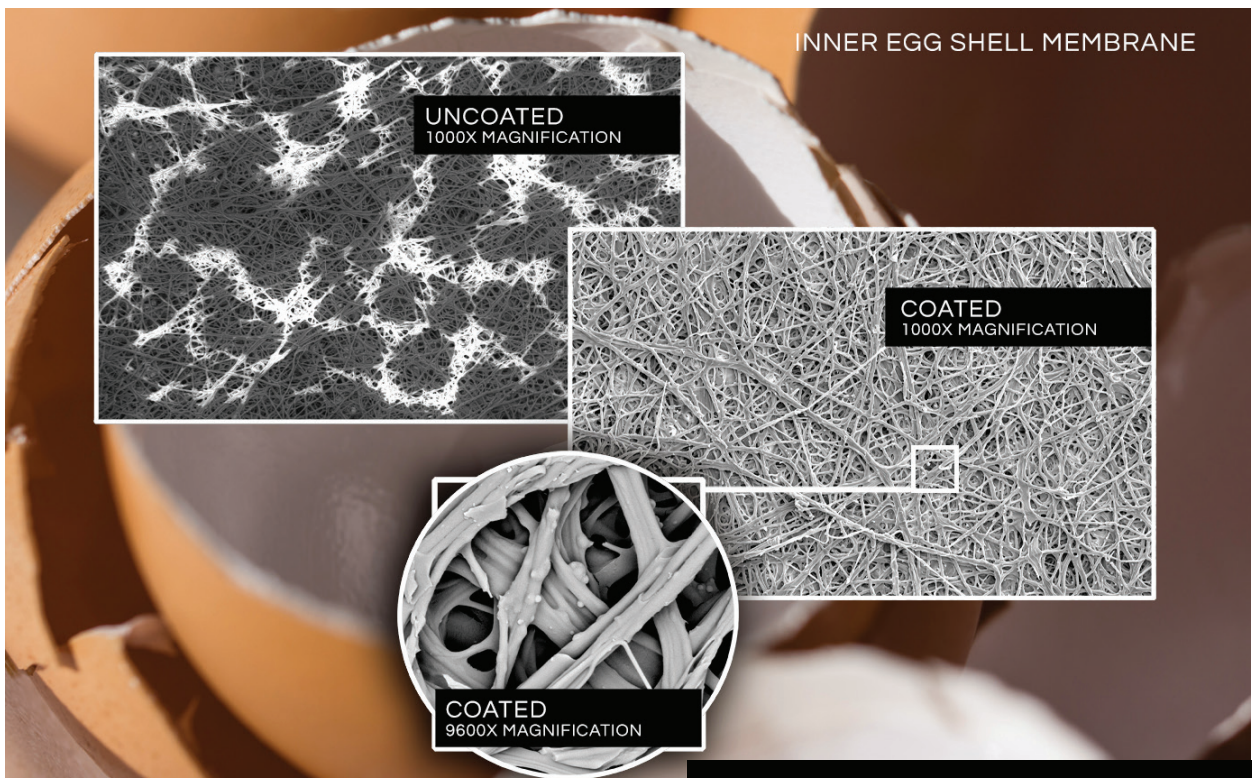 INNER EGG SHELL MEMBRANE
UNCOATED
1000X MAGNIFICATION
COATED
1000X MAGNIFICATION
COATED
9600X MAGNIFICATION